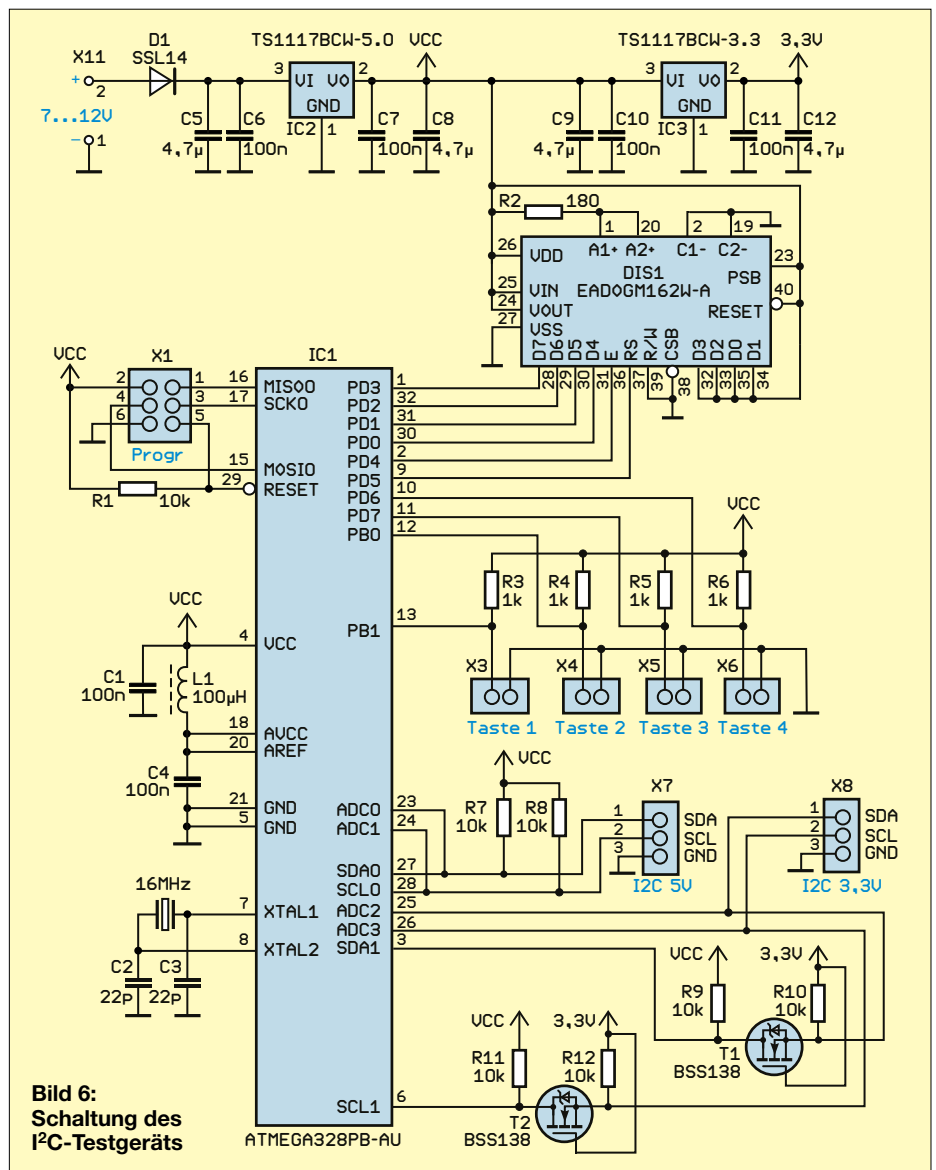 X11
D1
SSL14
TS1117BCW-5.0
VCC
TS1117BCW-3.3
3,3V
+
2
7...12V
−
1
3
VI
VO
2
GND
IC2
1
3
VI
VO
2
GND
IC3
1
C5
4,7µ
C6
100n
C7
100n
C8
4,7µ
C9
4,7µ
C10
100n
C11
100n
C12
4,7µ
R2
180
1
20
2
19
A1+
A2+
C1-
C2-
26
VDD
25
VIN
24
VOUT
27
VSS
DIS1
EADOGM162W-A
PSB
23
RESET
40
D7
D6
D5
D4
E
RS
R/W
CSB
D3
D2
D0
D1
28
29
30
31
36
37
39
38
32
33
35
34
VCC
X1
2
1
4
3
6
5
Progr
R1
10k
IC1
16
MISO0
17
SCK0
15
MOSI0
29
RESET
PD3
1
PD2
32
PD1
31
PD0
30
PD4
2
PD5
9
PD6
10
PD7
11
PB0
12
PB1
13
VCC
R3
1k
R4
1k
R5
1k
R6
1k
X3
X4
X5
X6
Taste 1
Taste 2
Taste 3
Taste 4
VCC
4
VCC
C1
100n
L1
100µH
18
AVCC
20
AREF
C4
100n
21
GND
5
GND
ADC0
23
ADC1
24
SDA0
27
SCL0
28
ADC2
25
ADC3
26
SDA1
3
VCC
R7
10k
R8
10k
X7
1
SDA
2
SCL
3
GND
I2C 5V
X8
1
SDA
2
SCL
3
GND
I2C 3,3V
16MHz
7
XTAL1
8
XTAL2
C2
22p
C3
22p
VCC
R9
10k
3,3V
R10
10k
T1
BSS138
VCC
R11
10k
3,3V
R12
10k
T2
BSS138
SCL1
6
ATMEGA328PB-AU
Bild 6:
Schaltung des
I²C-Testgeräts